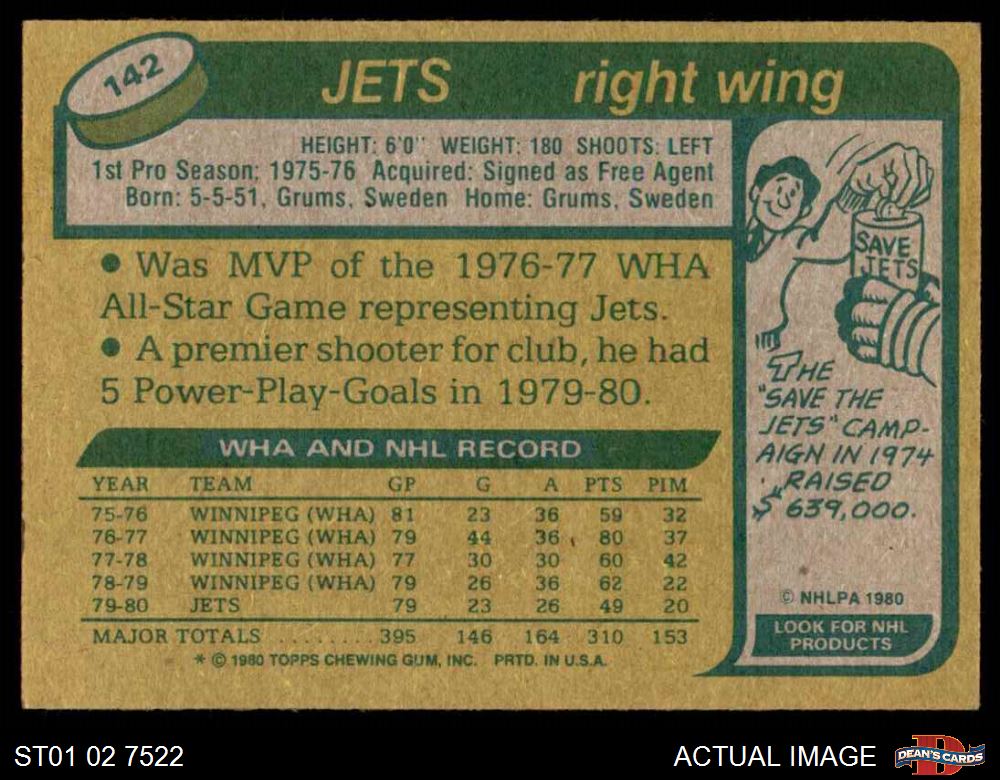 142
JETS right wing
HEIGHT: 6'0" WEIGHT: 180 SHOOTS: LEFT
1st Pro Season: 1975-76 Acquired: Signed as Free Agent
Born: 5-5-51, Grums, Sweden Home: Grums, Sweden
● Was MVP of the 1976-77 WHA
All-Star Game representing Jets.
● A premier shooter for club, he had
5 Power-Play-Goals in 1979-80.
WHA AND NHL RECORD
YEAR TEAM GP G A PTS PIM
75-76 WINNIPEG (WHA) 81 23 36 59 32
76-77 WINNIPEG (WHA) 79 44 36 80 37
77-78 WINNIPEG (WHA) 77 30 30 60 42
78-79 WINNIPEG (WHA) 79 26 36 62 22
79-80 JETS 79 23 26 49 20
MAJOR TOTALS ........ 395 146 164 310 153
* © 1980 TOPPS CHEWING GUM, INC. PRTD. IN U.S.A.
SAVE
JETS
THE
"SAVE THE
JETS" CAMP-
AIGN IN 1974
RAISED
$639,000.
© NHLPA 1980
LOOK FOR NHL
PRODUCTS
ST01 02 7522
ACTUAL IMAGE
D
DEAN'S CARDS